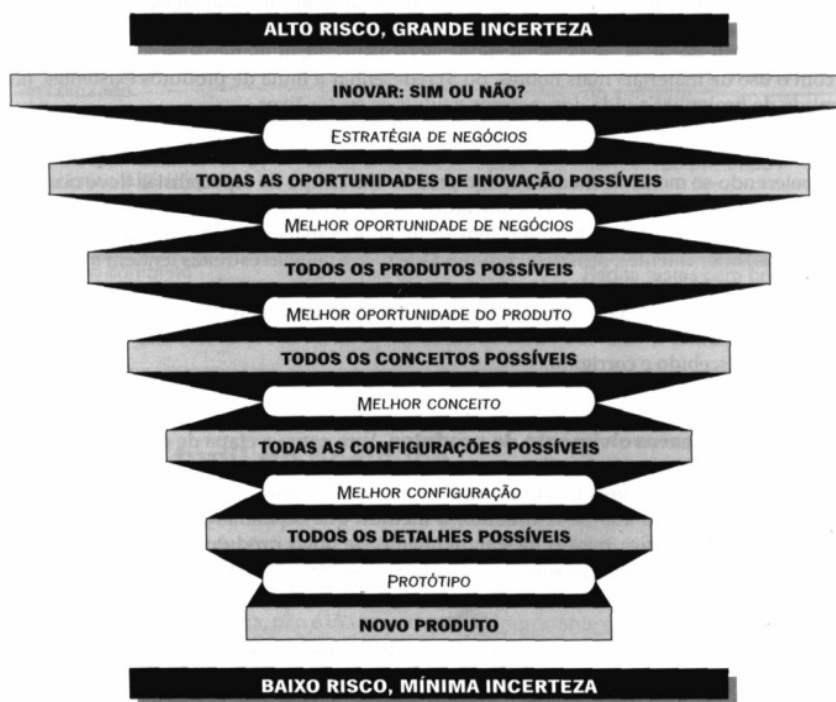 ALTO RISCO, GRANDE INCERTEZA
INOVAR: SIM OU NÃO?
ESTRATÉGIA DE NEGÓCIOS
TODAS AS OPORTUNIDADES DE INOVAÇÃO POSSÍVEIS
MELHOR OPORTUNIDADE DE NEGÓCIOS
TODOS OS PRODUTOS POSSÍVEIS
MELHOR OPORTUNIDADE DO PRODUTO
TODOS OS CONCEITOS POSSÍVEIS
MELHOR CONCEITO
TODAS AS CONFIGURAÇÕES POSSÍVEIS
MELHOR CONFIGURAÇÃO
TODOS OS DETALHES POSSÍVEIS
PROTÓTIPO
NOVO PRODUTO
BAIXO RISCO, MÍNIMA INCERTEZA